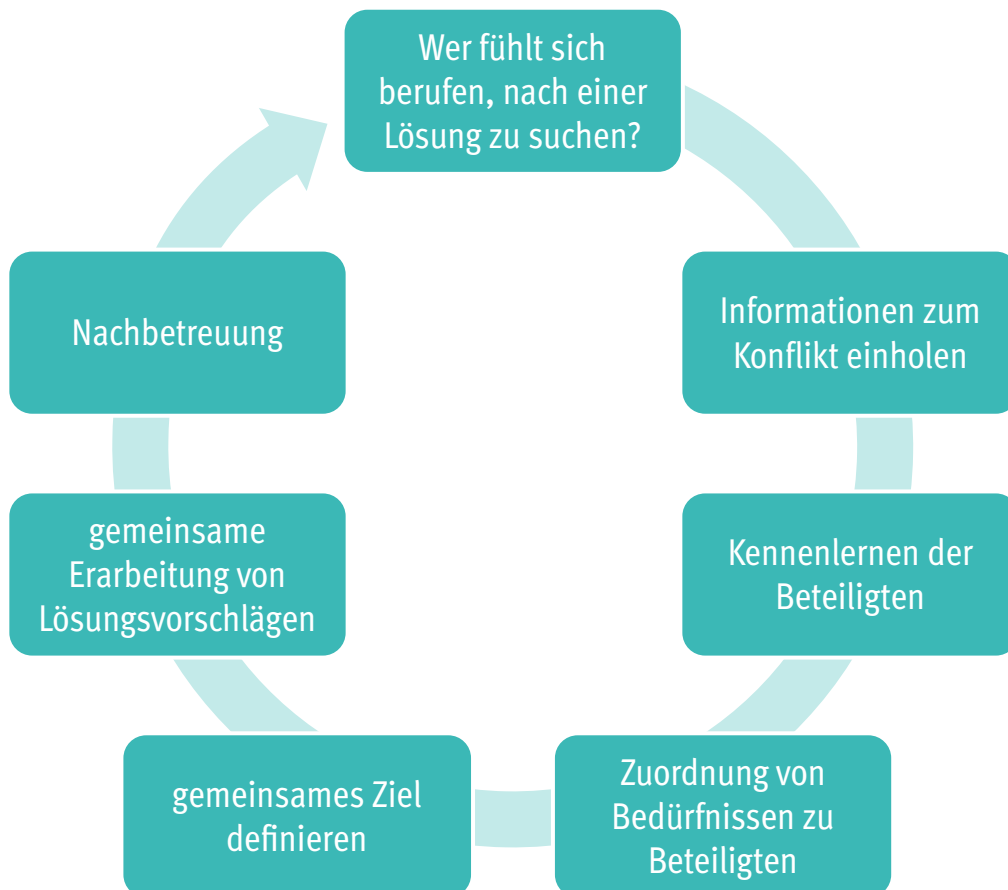 Wer fühlt sich
berufen, nach einer
Lösung zu suchen?
Informationen zum
Konflikt einholen
Kennenlernen der
Beteiligten
Zuordnung von
Bedürfnissen zu
Beteiligten
gemeinsames Ziel
definieren
gemeinsame
Erarbeitung von
Lösungsvorschlägen
Nachbetreuung